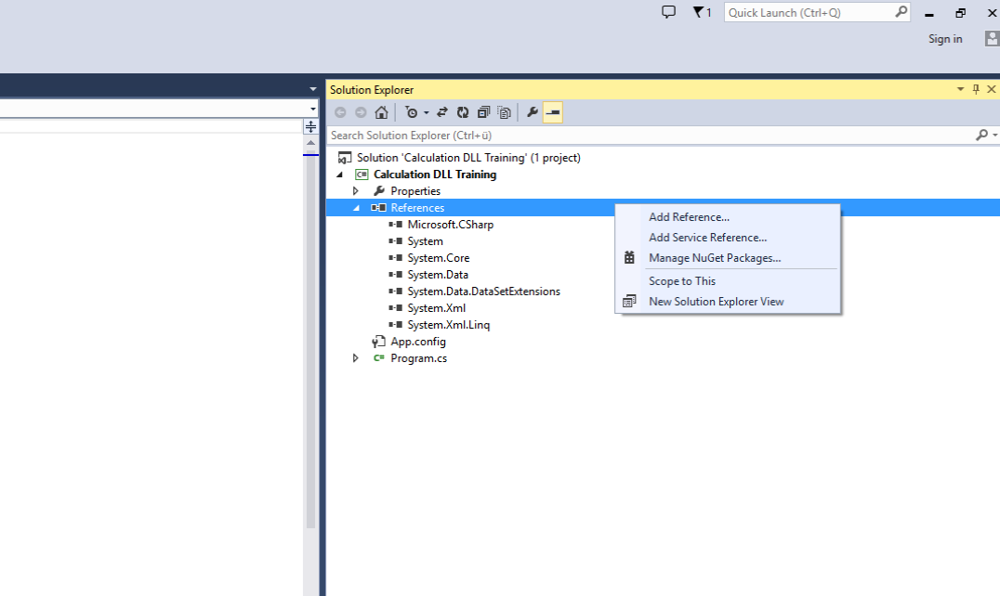 1
Quick Launch (Ctrl+Q)
Sign in
Solution Explorer
Search Solution Explorer (Ctrl+ü)
Solution 'Calculation DLL Training' (1 project)
C# Calculation DLL Training
Properties
References
Add Reference...
Microsoft.CSharp
Add Service Reference...
System
Manage NuGet Packages...
System.Core
System.Data
Scope to This
System.Data.DataSetExtensions
New Solution Explorer View
System.Xml
System.Xml.Linq
App.config
C# Program.cs